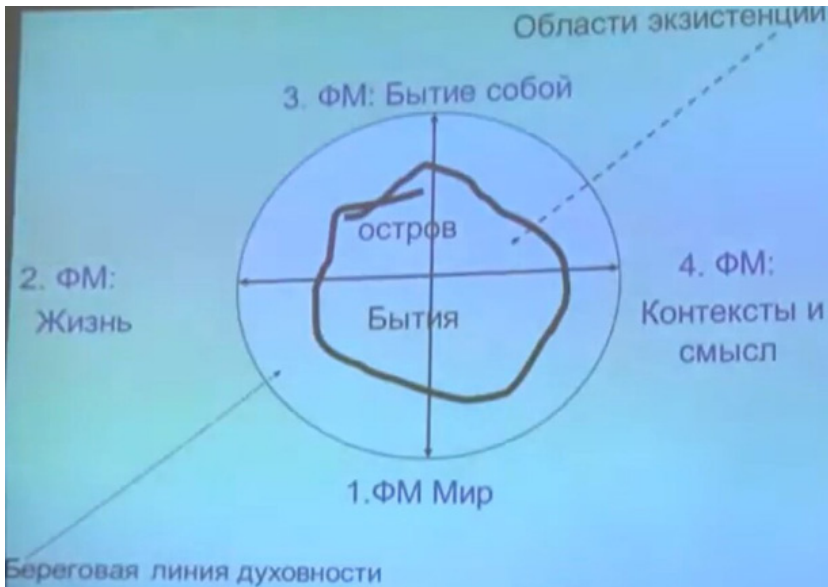 Области экзистенции
3. ФМ: Бытие собой
остров
2. ФМ:
Жизнь
4. ФМ:
Контексты и
смысл
Бытия
1.ФМ Мир
Береговая линия духовности